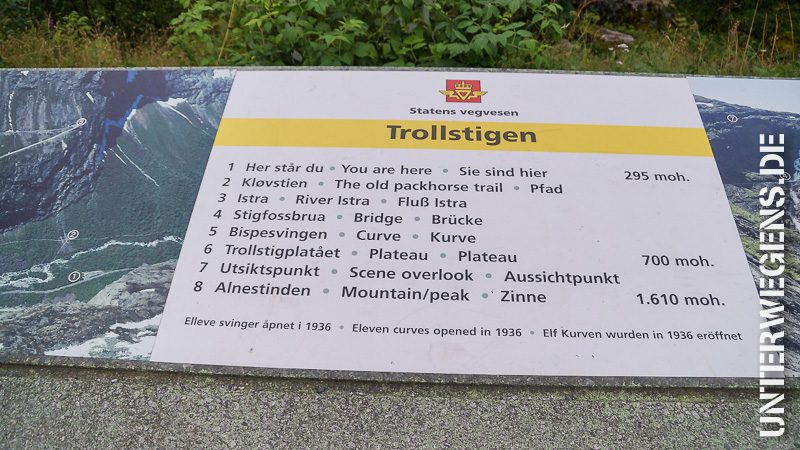 Statens vegvesen
Trollstigen
1 Her står du • You are here • Sie sind hier 295 moh.
2 Kløvstien • The old packhorse trail • Pfad
3 Istra • River Istra • Fluß Istra
4 Stigfossbrua • Bridge • Brücke
5 Bispesvingen • Curve • Kurve
6 Trollstigplatået • Plateau • Plateau 700 moh.
7 Utsiktspunkt • Scene overlook • Aussichtpunkt
8 Alnestinden • Mountain/peak • Zinne 1.610 moh.
Elleve svinger åpnet i 1936 • Eleven curves opened in 1936 • Elf Kurven wurden in 1936 eröffnet
2
1
UNTERWEGENS.DE